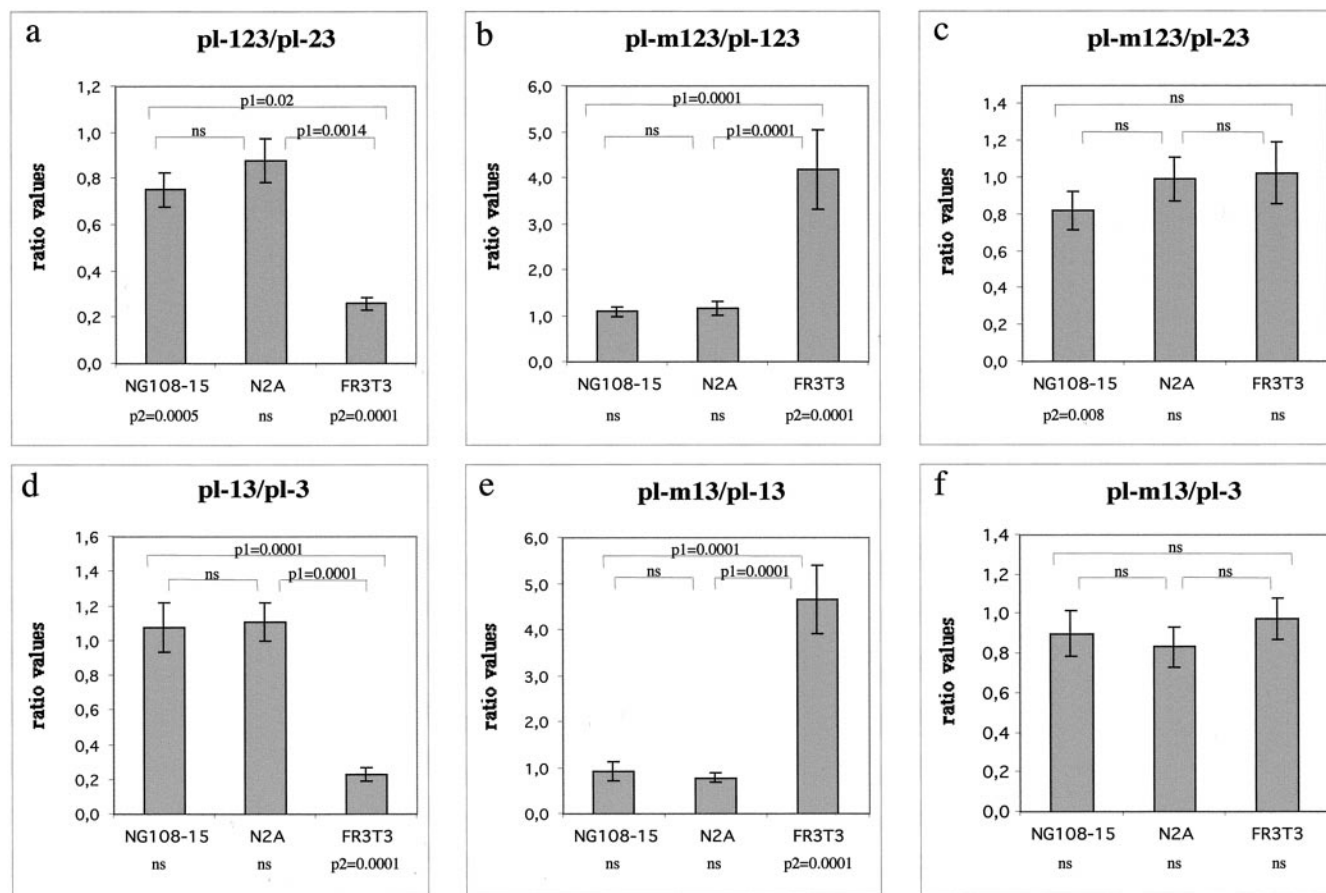 a
pl-123/pl-23
ratio values
1,2
1,0
0,8
0,6
0,4
0,2
0,0
p1=0.02
ns
p1=0.0014
NG108-15 N2A FR3T3
p2=0.0005 ns p2=0.0001
b
pl-m123/pl-123
ratio values
6,0
5,0
4,0
3,0
2,0
1,0
0,0
p1=0.0001
ns
p1=0.0001
NG108-15 N2A FR3T3
ns ns p2=0.0001
c
pl-m123/pl-23
ratio values
1,4
1,2
1,0
0,8
0,6
0,4
0,2
0,0
ns
ns
ns
NG108-15 N2A FR3T3
p2=0.008 ns ns
d
pl-13/pl-3
ratio values
1,6
1,4
1,2
1,0
0,8
0,6
0,4
0,2
0,0
p1=0.0001
ns
p1=0.0001
NG108-15 N2A FR3T3
ns ns p2=0.0001
e
pl-m13/pl-13
ratio values
6,0
5,0
4,0
3,0
2,0
1,0
0,0
p1=0.0001
ns
p1=0.0001
NG108-15 N2A FR3T3
ns ns p2=0.0001
f
pl-m13/pl-3
ratio values
1,4
1,2
1,0
0,8
0,6
0,4
0,2
0,0
ns
ns
ns
NG108-15 N2A FR3T3
ns ns ns